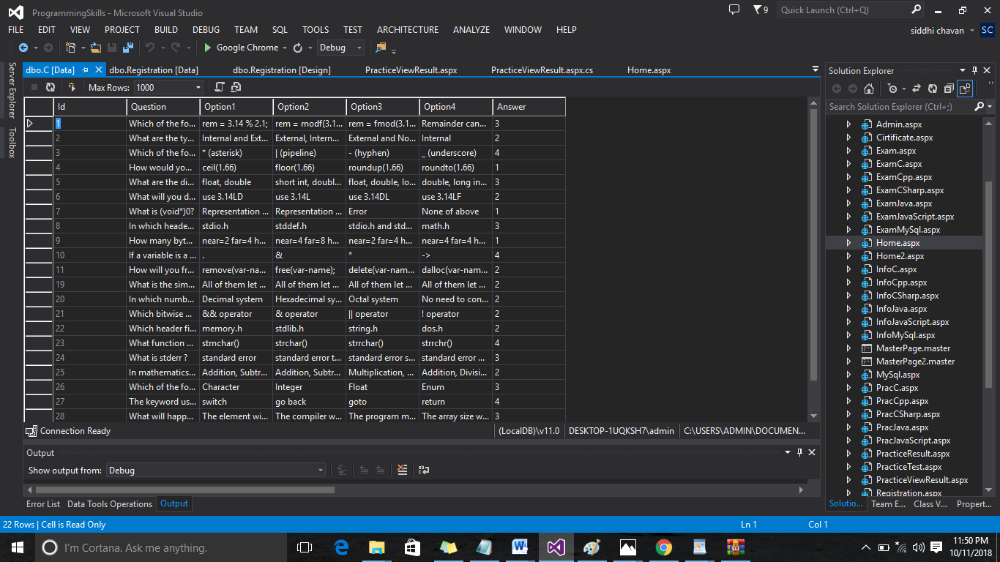 ProgrammingSkills - Microsoft Visual Studio
9
Quick Launch (Ctrl+Q)
FILE EDIT VIEW PROJECT BUILD DEBUG TEAM SQL TOOLS TEST ARCHITECTURE ANALYZE WINDOW HELP
siddhi chavan SC
Google Chrome Debug
Server Explorer
Toolbox
dbo.C [Data] dbo.Registration [Data] dbo.Registration [Design] PracticeViewResult.aspx PracticeViewResult.aspx.cs Home.aspx
Max Rows: 1000
Id Question Option1 Option2 Option3 Option4 Answer
1 Which of the fo... rem = 3.14 % 2.1; rem = modf(3.1... rem = fmod(3.1... Remainder can... 3
2 What are the ty... Internal and Ext... External, Intern... External and No... Internal 2
3 Which of the fo... * (asterisk) | (pipeline) - (hyphen) _ (underscore) 4
4 How would yo... ceil(1.66) floor(1.66) roundup(1.66) roundto(1.66) 1
5 What are the di... float, double short int, doubl... float, double, lo... double, long in... 3
6 What will you d... use 3.14LD use 3.14L use 3.14DL use 3.14LF 2
7 What is (void*)0? Representation ... Representation ... Error None of above 1
8 In which heade... stdio.h stddef.h stdio.h and std... math.h 3
9 How many byt... near=2 far=4 h... near=4 far=8 h... near=2 far=4 h... near=4 far=4 h... 1
10 If a variable is a ... . & * -> 4
11 How will you fr... remove(var-na... free(var-name); delete(var-nam... dalloc(var-nam... 2
19 What is the sim... All of them let ... All of them let ... All of them let ... All of them let ... 2
20 In which numb... Decimal system Hexadecimal sy... Octal system No need to con... 2
21 Which bitwise ... && operator & operator || operator ! operator 2
22 Which header fi... memory.h stdlib.h string.h dos.h 2
23 What function ... strnchar() strchar() strrchar() strrchr() 4
24 What is stderr ? standard error standard error t... standard error s... standard error ... 3
25 In mathematics... Addition, Subtr... Addition, Subtr... Multiplication, ... Addition, Divisi... 2
26 Which of the fo... Character Integer Float Enum 3
27 The keyword us... switch go back goto return 4
28 What will happ... The element wi... The compiler w... The program m... The array size w... 3
Connection Ready
(LocalDB)\v11.0 DESKTOP-1UQKSH7\admin C:\USERS\ADMIN\DOCUMEN...
Output
Show output from: Debug
Error List Data Tools Operations Output
Solution Explorer
Search Solution Explorer (Ctrl+;)
Admin.aspx
Cirtificate.aspx
Exam.aspx
ExamC.aspx
ExamCpp.aspx
ExamCSharp.aspx
ExamJava.aspx
ExamJavaScript.aspx
ExamMySql.aspx
Home.aspx
Home2.aspx
InfoC.aspx
InfoCpp.aspx
InfoCSharp.aspx
InfoJava.aspx
InfoJavaScript.aspx
InfoMySql.aspx
MasterPage.master
MasterPage2.master
MySql.aspx
PracC.aspx
PracCpp.aspx
PracCSharp.aspx
PracJava.aspx
PracJavaScript.aspx
PracticeResult.aspx
PracticeTest.aspx
PracticeViewResult.aspx
Registration.aspx
Solutio... Team E... Class V... Propert...
22 Rows | Cell is Read Only
Ln 1 Col 1
I'm Cortana. Ask me anything.
11:50 PM
10/11/2018